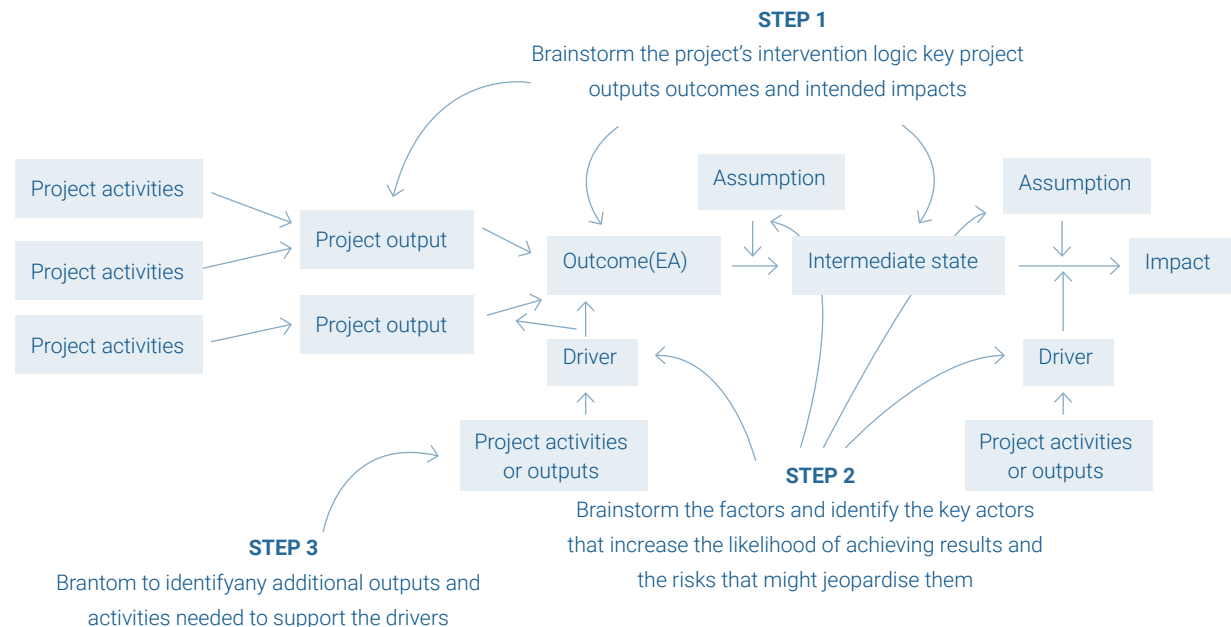 STEP 1
Brainstorm the project's intervention logic key project
outputs outcomes and intended impacts
Project activities
Project activities
Project activities
Project output
Project output
Outcome(EA)
Assumption
Intermediate state
Assumption
Impact
Driver
Project activities
or outputs
Driver
Project activities
or outputs
STEP 2
Brainstorm the factors and identify the key actors
that increase the likelihood of achieving results and
the risks that might jeopardise them
STEP 3
Brantom to identifyany additional outputs and
activities needed to support the drivers